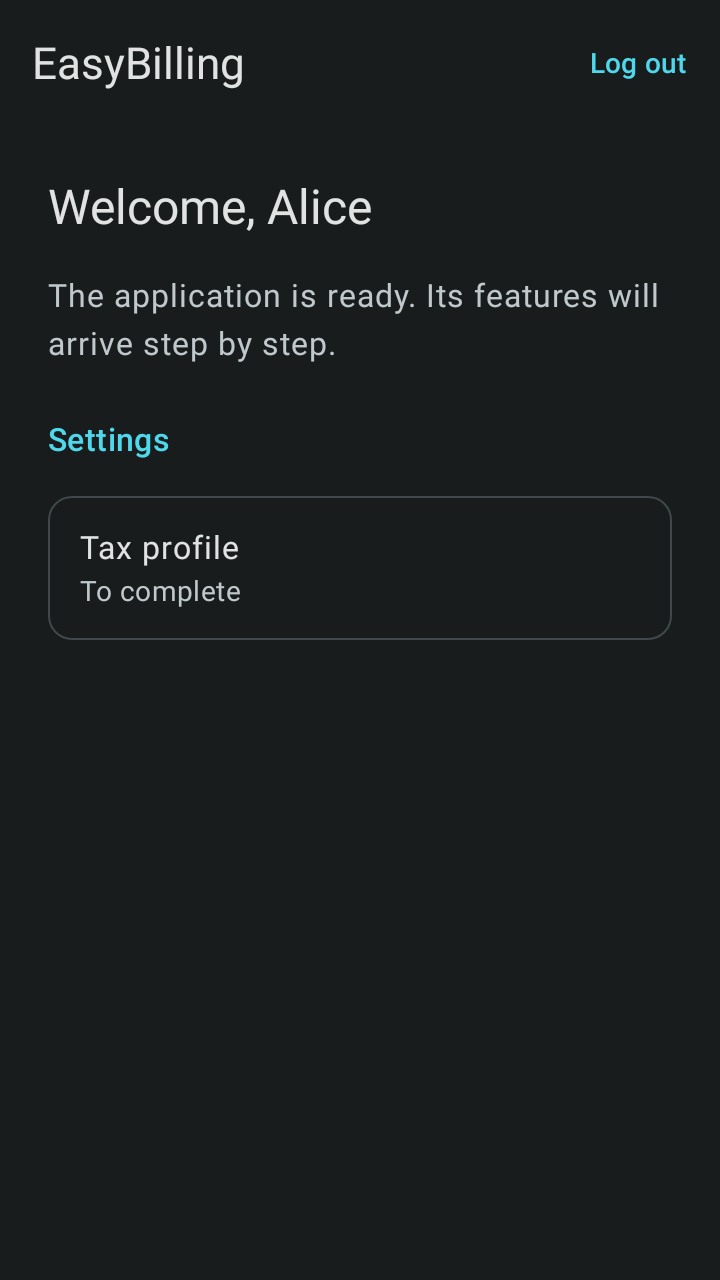 EasyBilling
Log out
Welcome, Alice
The application is ready. Its features will
arrive step by step.
Settings
Tax profile
To complete